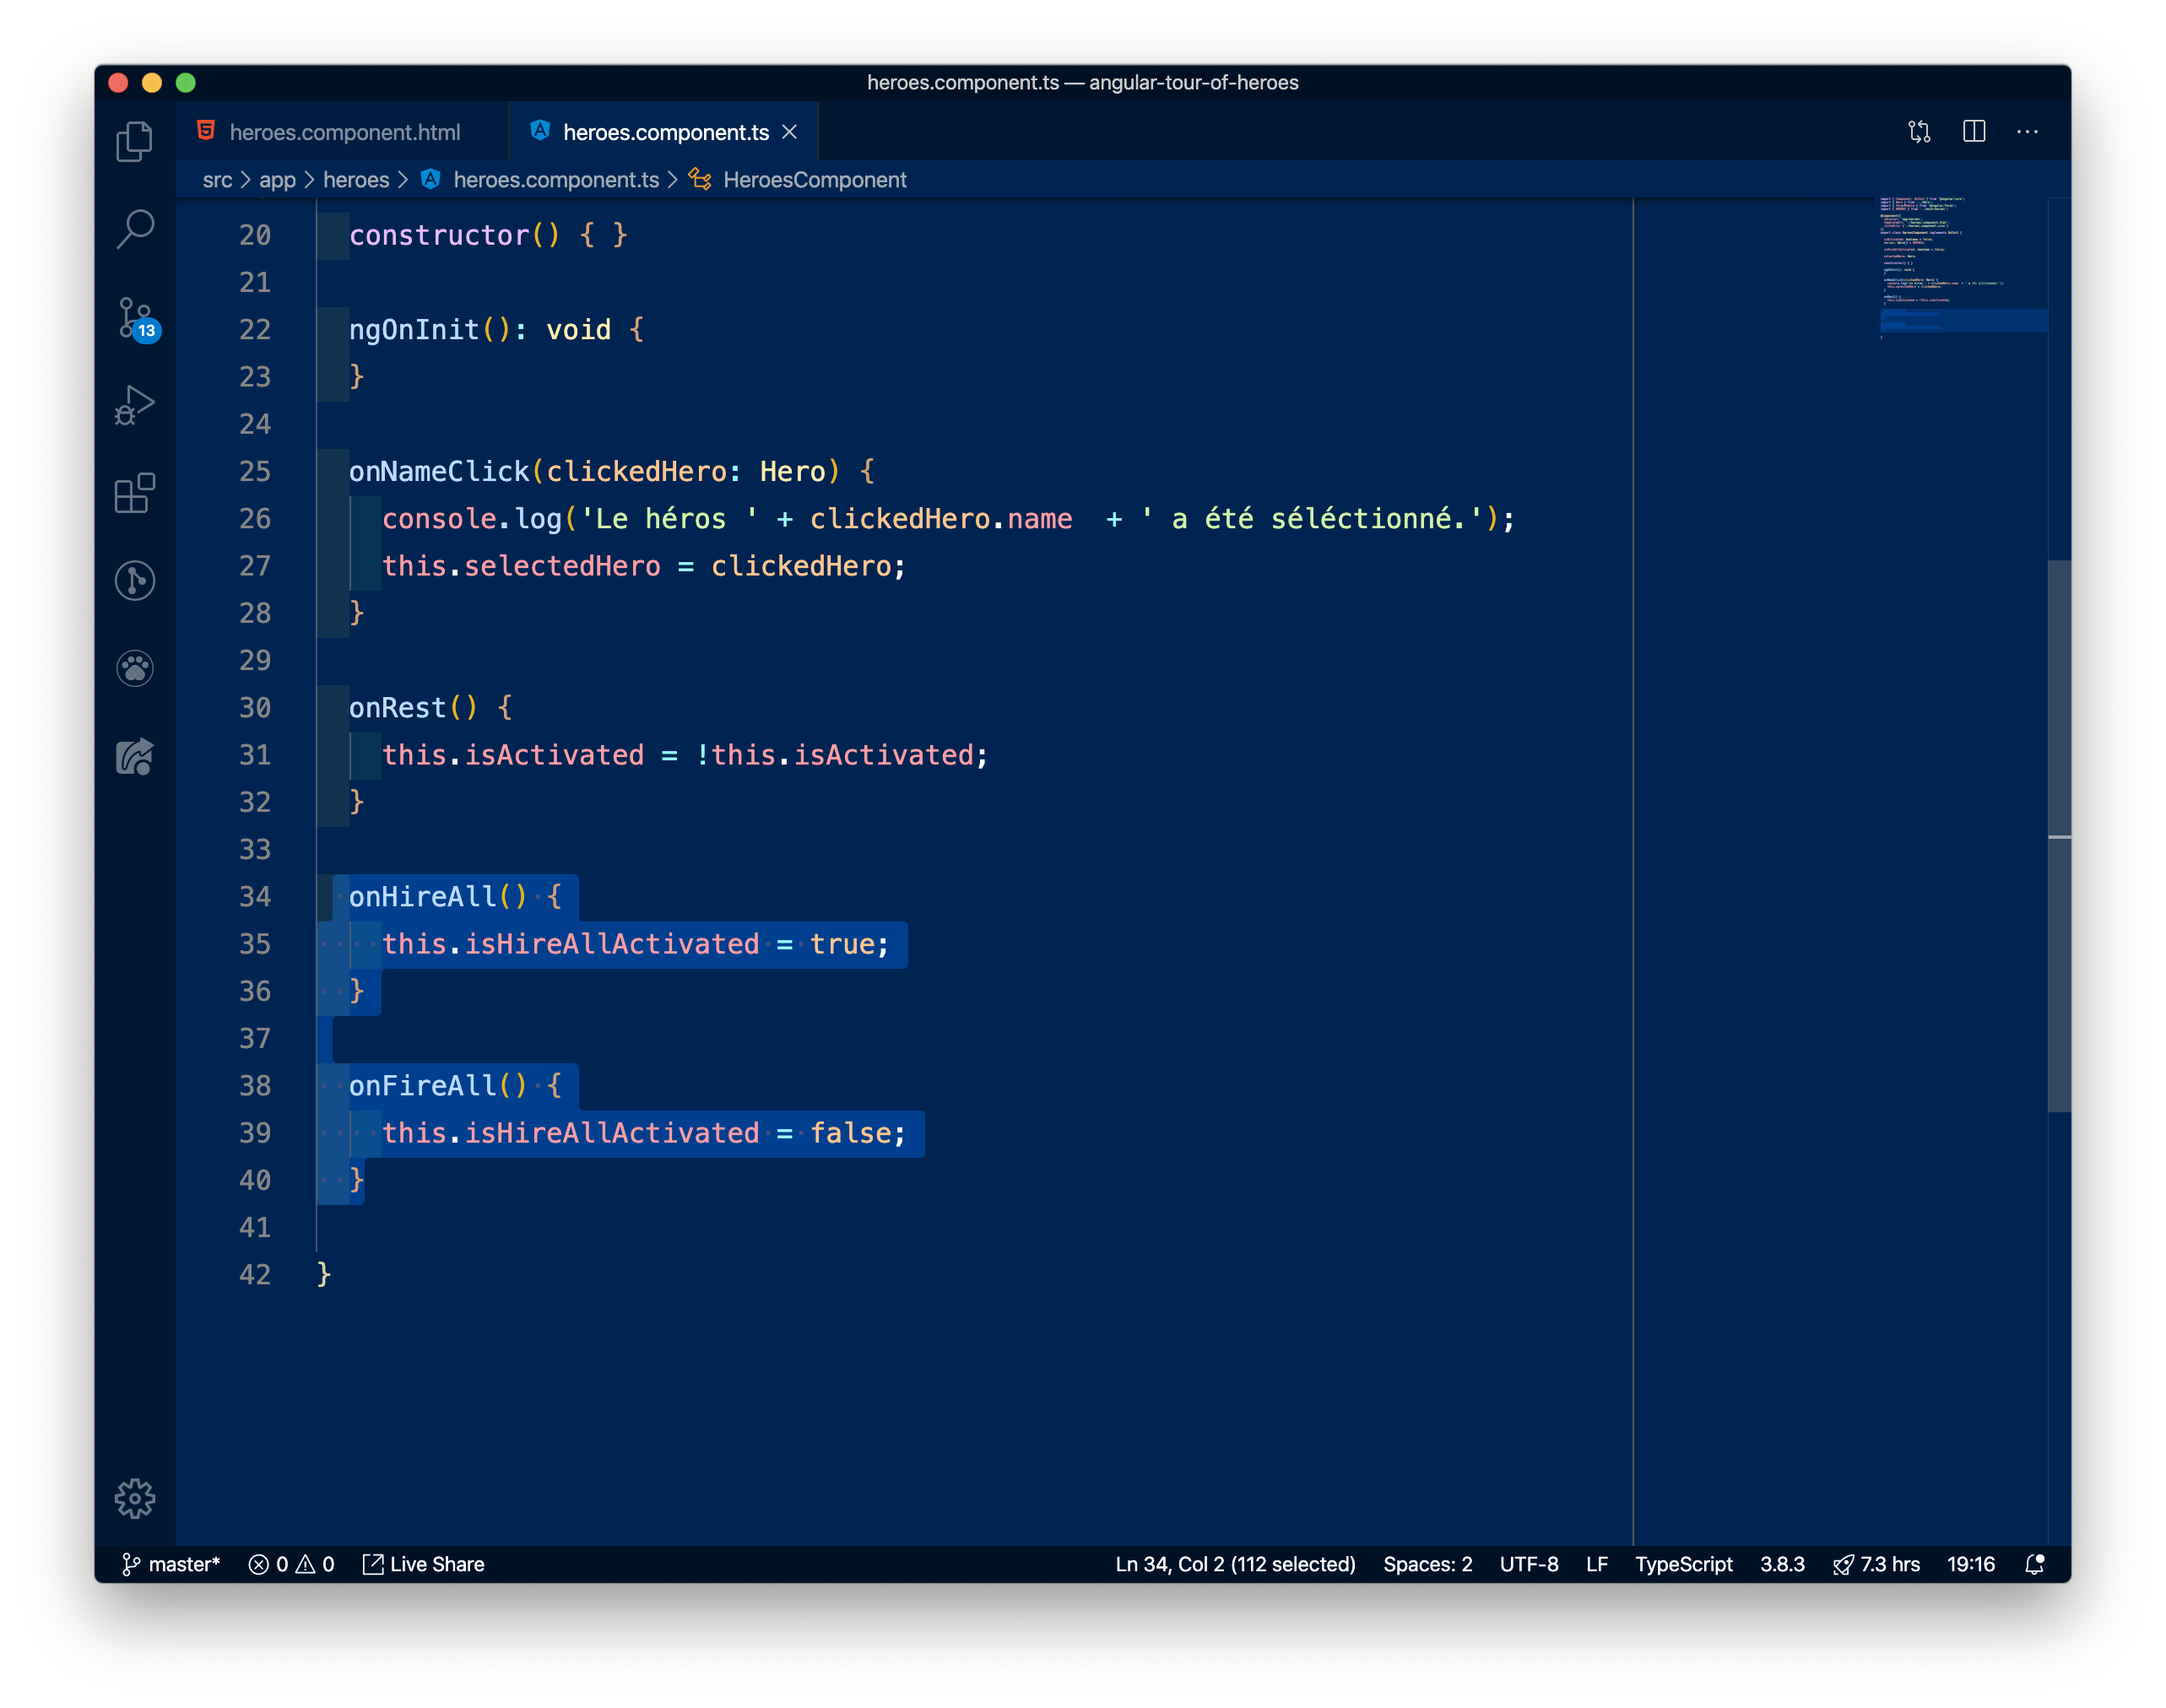 heroes.component.ts — angular-tour-of-heroes
heroes.component.html
heroes.component.ts
src > app > heroes > heroes.component.ts > HeroesComponent
20 constructor() { }
21
22 ngOnInit(): void {
23 }
24
25 onNameClick(clickedHero: Hero) {
26 console.log('Le héros ' + clickedHero.name  + ' a été séléctionné.');
27 this.selectedHero = clickedHero;
28 }
29
30 onRest() {
31 this.isActivated = !this.isActivated;
32 }
33
34 onHireAll() {
35 this.isHireAllActivated = true;
36 }
37
38 onFireAll() {
39 this.isHireAllActivated = false;
40 }
41
42 }
13
master* 0 0 Live Share Ln 34, Col 2 (112 selected) Spaces: 2 UTF-8 LF TypeScript 3.8.3 7.3 hrs 19:16